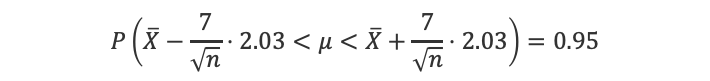 P(X̄ − 7/√n · 2.03 < μ < X̄ + 7/√n · 2.03) = 0.95